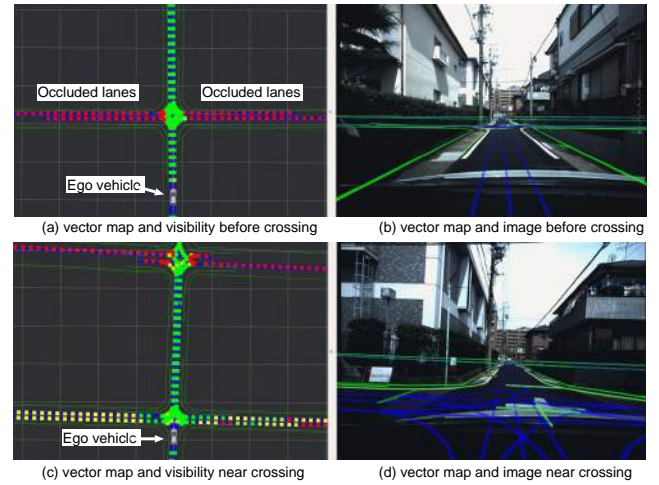 Occluded lanes Occluded lanes
Ego vehicle
(a) vector map and visibility before crossing (b) vector map and image before crossing
Ego vehicle
(c) vector map and visibility near crossing (d) vector map and image near crossing